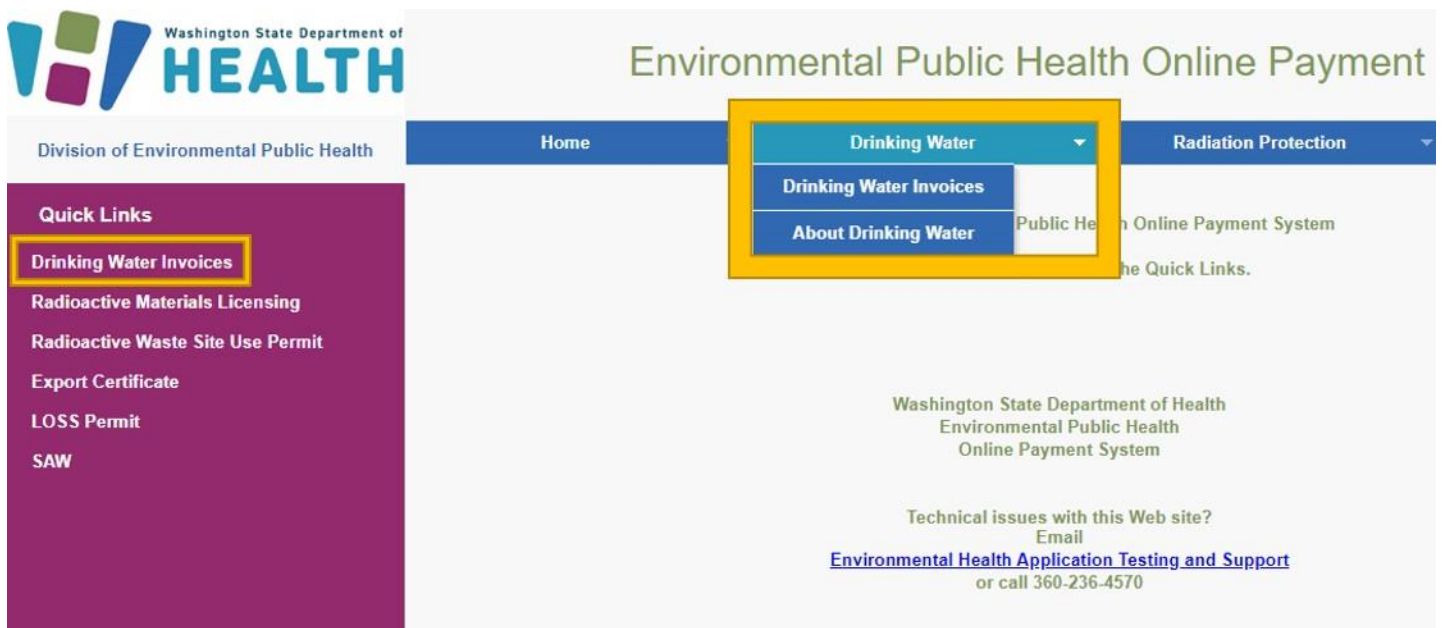 Washington State Department of
HEALTH
Environmental Public Health Online Payment
Division of Environmental Public Health
Home
Drinking Water
Radiation Protection
Drinking Water Invoices
About Drinking Water
Quick Links
Drinking Water Invoices
Radioactive Materials Licensing
Radioactive Waste Site Use Permit
Export Certificate
LOSS Permit
SAW
Public He h Online Payment System
he Quick Links.
Washington State Department of Health
Environmental Public Health
Online Payment System
Technical issues with this Web site?
Email
Environmental Health Application Testing and Support
or call 360-236-4570